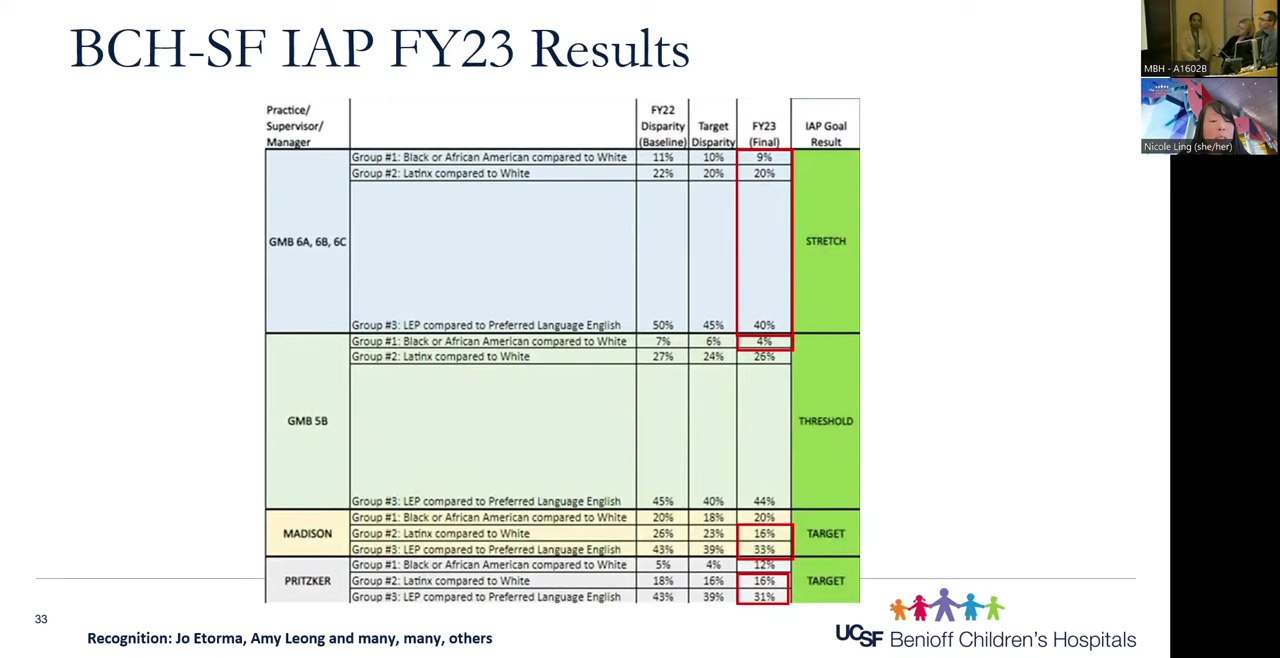 BCH-SF IAP FY23 Results
Practice/
Supervisor/
Manager
FY22
Disparity
(Baseline)
Target
Disparity
FY23
(Final)
IAP Goal
Result
GMB 6A, 6B, 6C
Group #1: Black or African American compared to White 11% 10% 9%
Group #2: Latinx compared to White 22% 20% 20%
STRETCH
Group #3: LEP compared to Preferred Language English 50% 45% 40%
Group #1: Black or African American compared to White 7% 6% 4%
Group #2: Latinx compared to White 27% 24% 26%
GMB 5B
THRESHOLD
Group #3: LEP compared to Preferred Language English 45% 40% 44%
Group #1: Black or African American compared to White 20% 18% 20%
MADISON Group #2: Latinx compared to White 26% 23% 16% TARGET
Group #3: LEP compared to Preferred Language English 43% 39% 33%
Group #1: Black or African American compared to White 5% 4% 12%
PRITZKER Group #2: Latinx compared to White 18% 16% 16% TARGET
Group #3: LEP compared to Preferred Language English 43% 39% 31%
33
Recognition: Jo Etorma, Amy Leong and many, many, others
UCSF Benioff Children's Hospitals
MBH - A1602B
Nicole Ling (she/her)